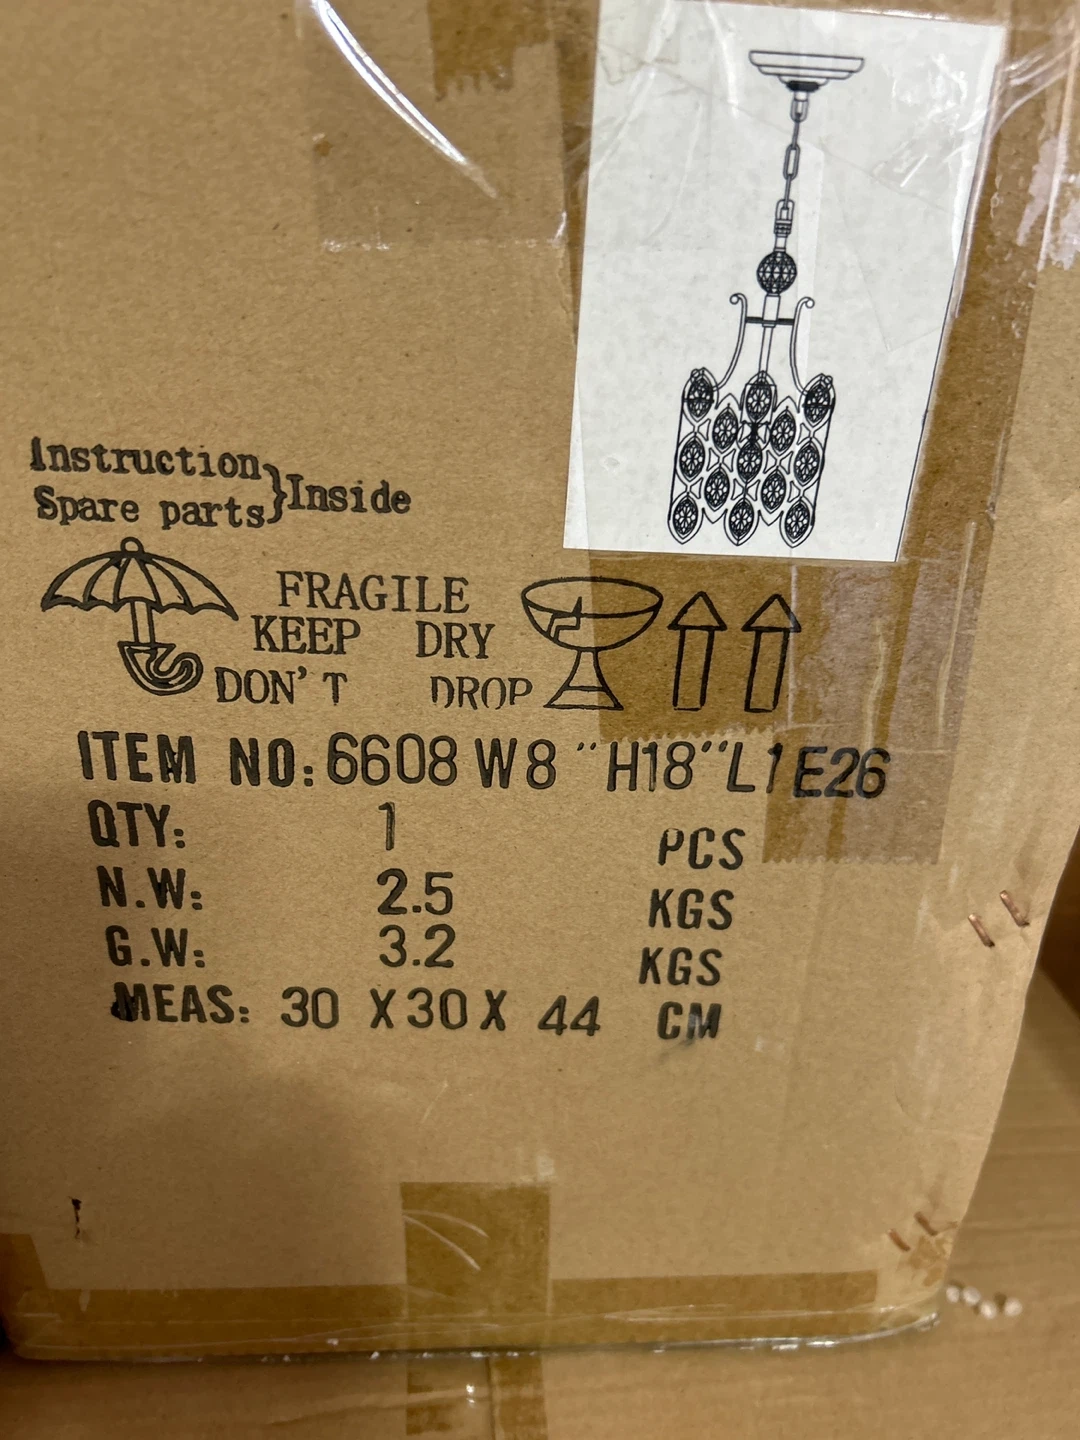 Instruction
Spare parts}Inside
FRAGILE
KEEP DRY
DON'T DROP
ITEM NO:6608 W8"H18"L1E26
QTY: 1 PCS
N.W: 2.5 KGS
G.W: 3.2 KGS
MEAS: 30 X30X 44 CM